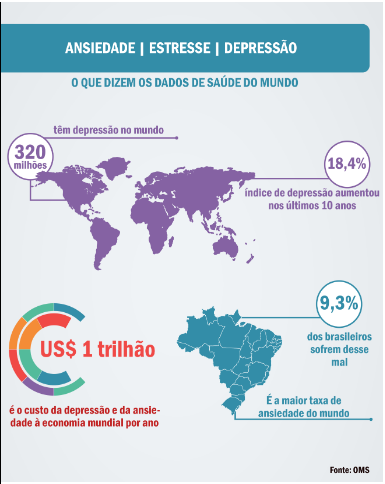 ANSIEDADE | ESTRESSE | DEPRESSÃO
O QUE DIZEM OS DADOS DE SAÚDE DO MUNDO
têm depressão no mundo
320
milhões
18,4%
índice de depressão aumentou
nos últimos 10 anos
US$ 1 trilhão
é o custo da depressão e da ansie-
dade à economia mundial por ano
9,3%
dos brasileiros
sofrem desse
mal
É a maior taxa de
ansiedade do mundo
Fonte: OMS